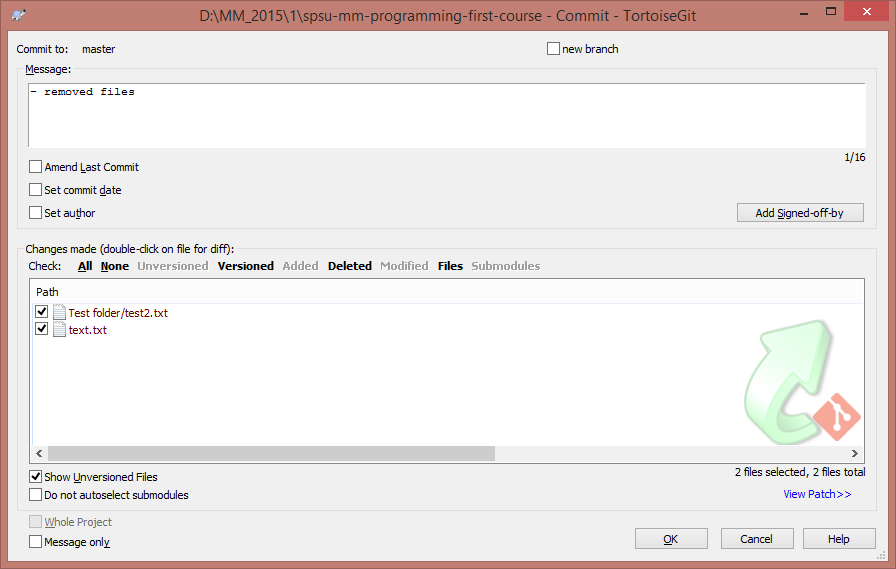 D:\MM_2015\1\spsu-mm-programming-first-course - Commit - TortoiseGit
Commit to: master new branch
Message:
- removed files
1/16
Amend Last Commit
Set commit date
Set author
Add Signed-off-by
Changes made (double-click on file for diff):
Check: All None Unversioned Versioned Added Deleted Modified Files Submodules
Path
Test folder/test2.txt
text.txt
Show Unversioned Files
2 files selected, 2 files total
Do not autoselect submodules
View Patch>>
Whole Project
Message only
OK Cancel Help